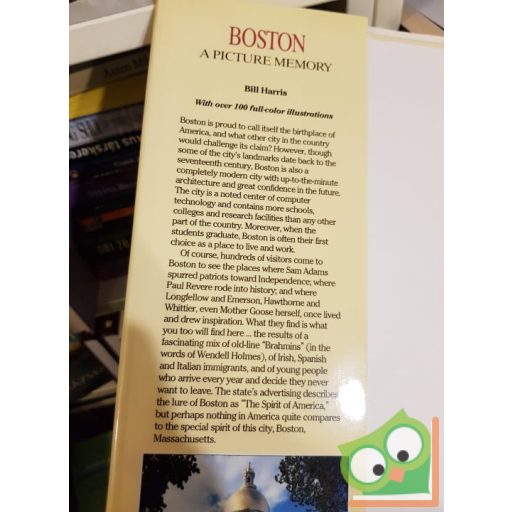 BOSTON
A PICTURE MEMORY
Bill Harris
With over 100 full-color illustrations
Boston is proud to call itself the birthplace of
America, and what other city in the country
would challenge its claim? However, though
some of the city's landmarks date back to the
seventeenth century, Boston is also a
completely modern city with up-to-the-minute
architecture and great confidence in the future.
The city is a noted center of computer
technology and contains more schools,
colleges and research facilities than any other
part of the country. Moreover, when the
students graduate, Boston is often their first
choice as a place to live and work.
Of course, hundreds of visitors come to
Boston to see the places where Sam Adams
spurred patriots toward Independence; where
Paul Revere rode into history; and where
Longfellow and Emerson, Hawthorne and
Whittier, even Mother Goose herself, once lived
and drew inspiration. What they find is what
you too will find here ... the results of a
fascinating mix of old-line "Brahmins" (in the
words of Wendell Holmes), of Irish, Spanish
and Italian immigrants, and of young people
who arrive every year and decide they never
want to leave. The state's advertising describes
the lure of Boston as "The Spirit of America,"
but perhaps nothing in America quite compares
to the special spirit of this city, Boston,
Massachusetts.